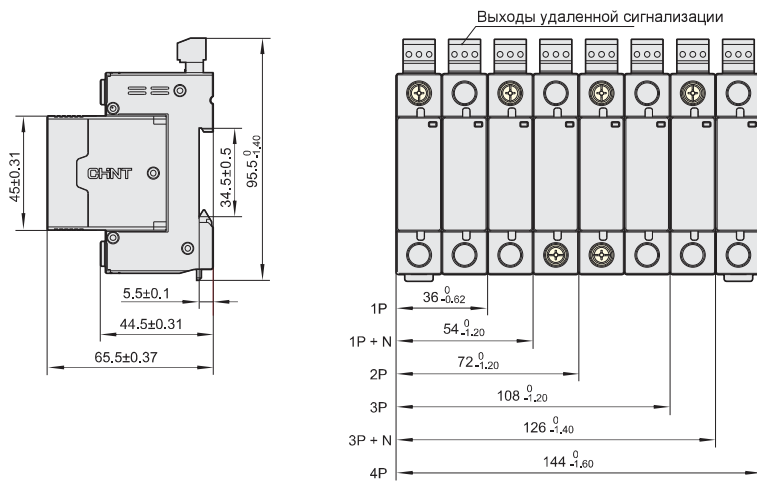 Выходы удаленной сигнализации
CHNT
45±0.31
34.5±0.5
95.5 0 -1.40
5.5±0.1
44.5±0.31
65.5±0.37
1P 36 0 -0.62
1P + N 54 0 -1.20
2P 72 0 -1.20
3P 108 0 -1.20
3P + N 126 0 -1.40
4P 144 0 -1.60